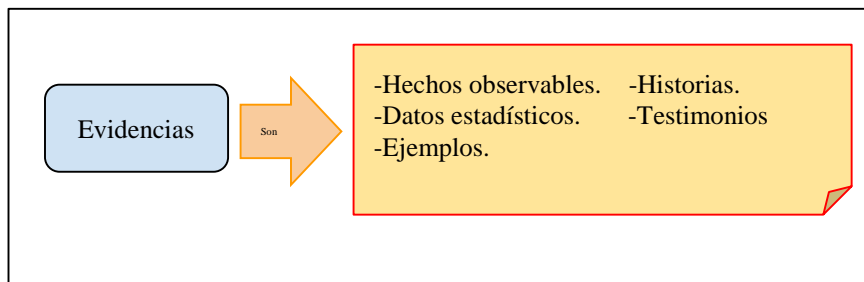 Evidencias
Son
-Hechos observables. -Historias.
-Datos estadísticos. -Testimonios
-Ejemplos.